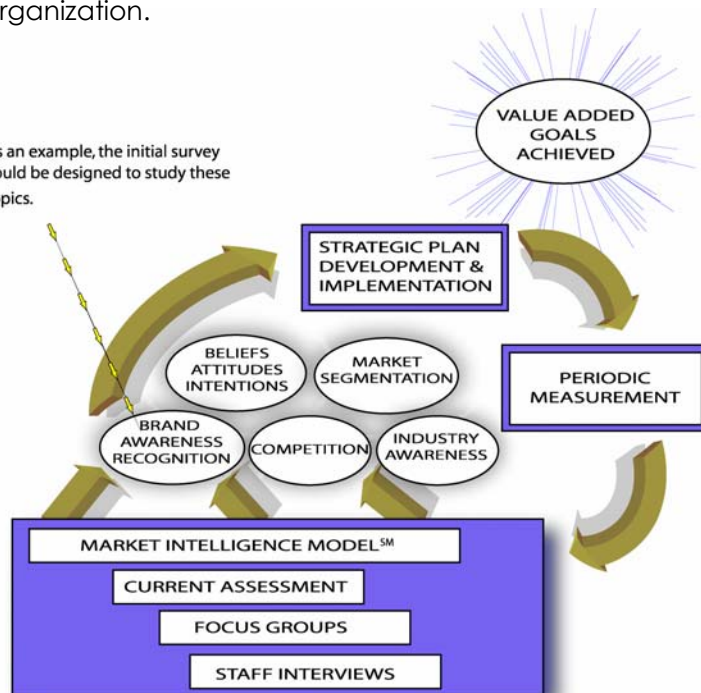 rganization.
VALUE ADDED
GOALS
ACHIEVED
s an example, the initial survey
ould be designed to study these
pics.
STRATEGIC PLAN
DEVELOPMENT &
IMPLEMENTATION
BELIEFS
ATTITUDES
INTENTIONS
MARKET
SEGMENTATION
PERIODIC
MEASUREMENT
BRAND
AWARENESS
RECOGNITION
COMPETITION
INDUSTRY
AWARENESS
MARKET INTELLIGENCE MODEL℠
CURRENT ASSESSMENT
FOCUS GROUPS
STAFF INTERVIEWS